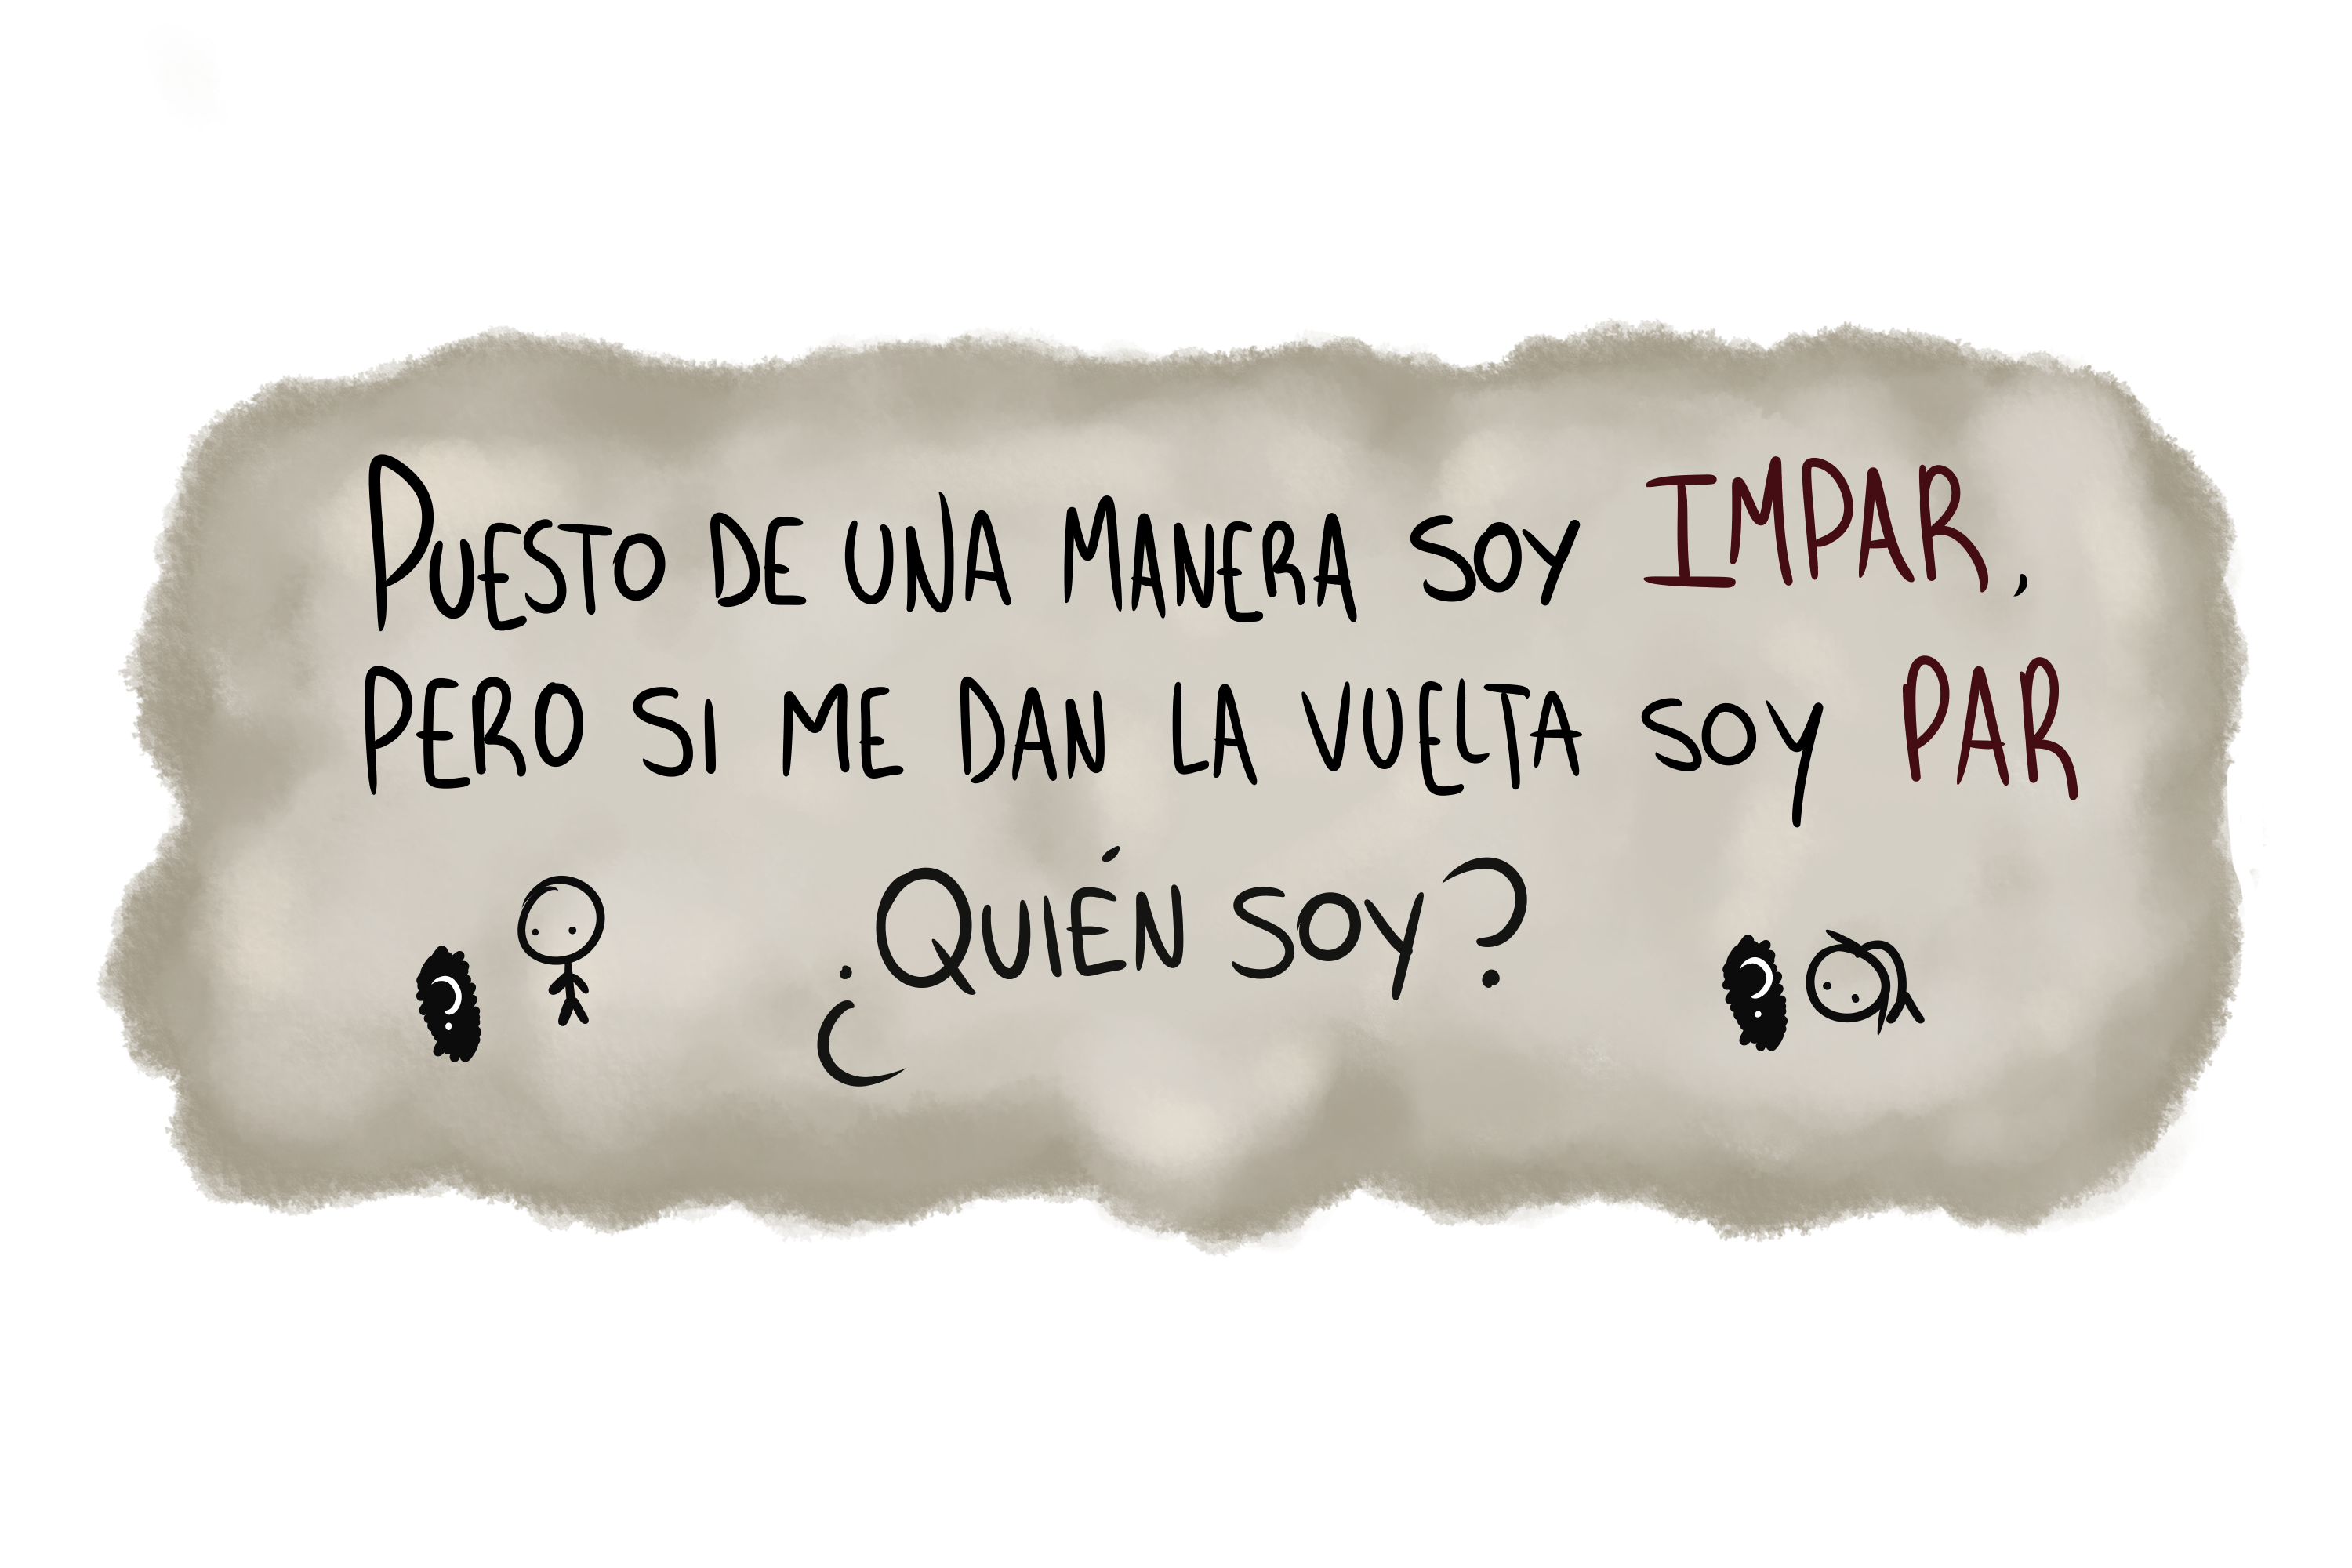 PUESTO DE UNA MANERA SOY IMPAR,
PERO SI ME DAN LA VUELTA SOY PAR
¿QUIÉN SOY?
? ?